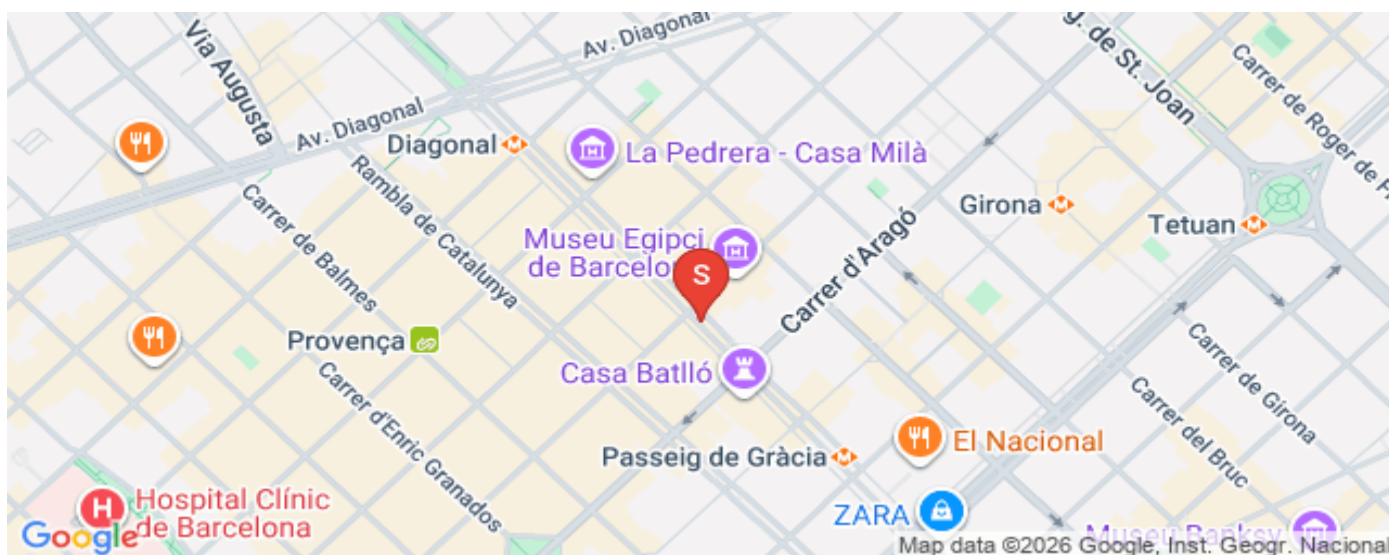 Via Augusta
Av. Diagonal
g. de St. Joan
Carrer de Roger de F
Av. Diagonal
Diagonal
La Pedrera - Casa Milà
Rambla de Catalunya
Carrer de Balmes
Girona
Tetuan
Museu Egipci
de Barcelon
S
Carrer d'Aragó
Provença
Casa Batlló
Carrer d'Enric Granados
Carrer de Girona
Carrer del Bruc
El Nacional
Passeig de Gràcia
H
Hospital Clínic
de Barcelona
ZARA
Museu Banksy
Google
Map data ©2026 Google, Inst. Geogr. Nacional